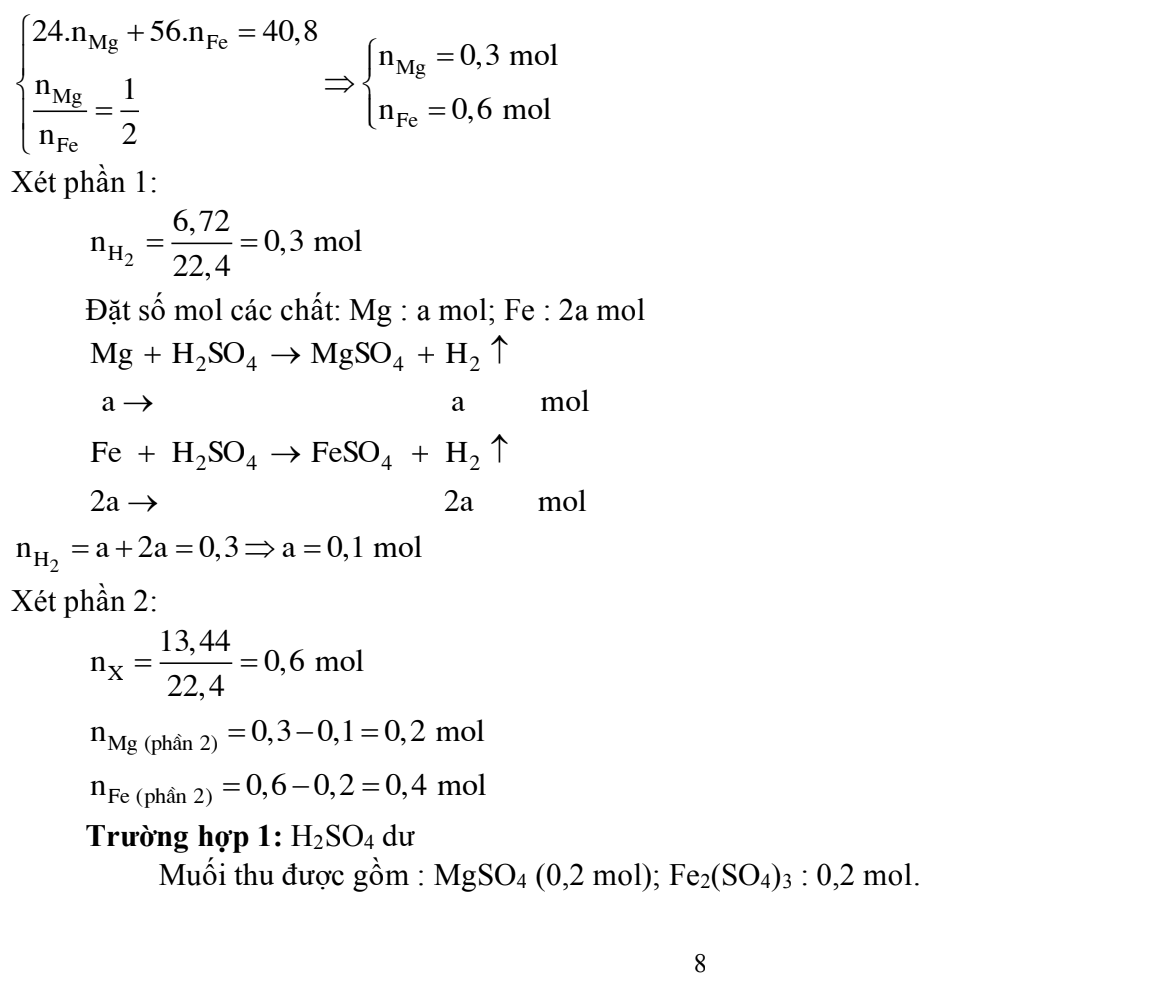 {24.n_Mg + 56.n_Fe = 40,8
n_Mg/n_Fe = 1/2 ⇒ {n_Mg = 0,3 mol
n_Fe = 0,6 mol
Xét phần 1:
n_H₂ = 6,72/22,4 = 0,3 mol
Đặt số mol các chất: Mg : a mol; Fe : 2a mol
Mg + H₂SO₄ → MgSO₄ + H₂ ↑
a → a mol
Fe + H₂SO₄ → FeSO₄ + H₂ ↑
2a → 2a mol
n_H₂ = a + 2a = 0,3 ⇒ a = 0,1 mol
Xét phần 2:
n_X = 13,44/22,4 = 0,6 mol
n_Mg (phần 2) = 0,3 − 0,1 = 0,2 mol
n_Fe (phần 2) = 0,6 − 0,2 = 0,4 mol
Trường hợp 1: H₂SO₄ dư
Muối thu được gồm : MgSO₄ (0,2 mol); Fe₂(SO₄)₃ : 0,2 mol.
8